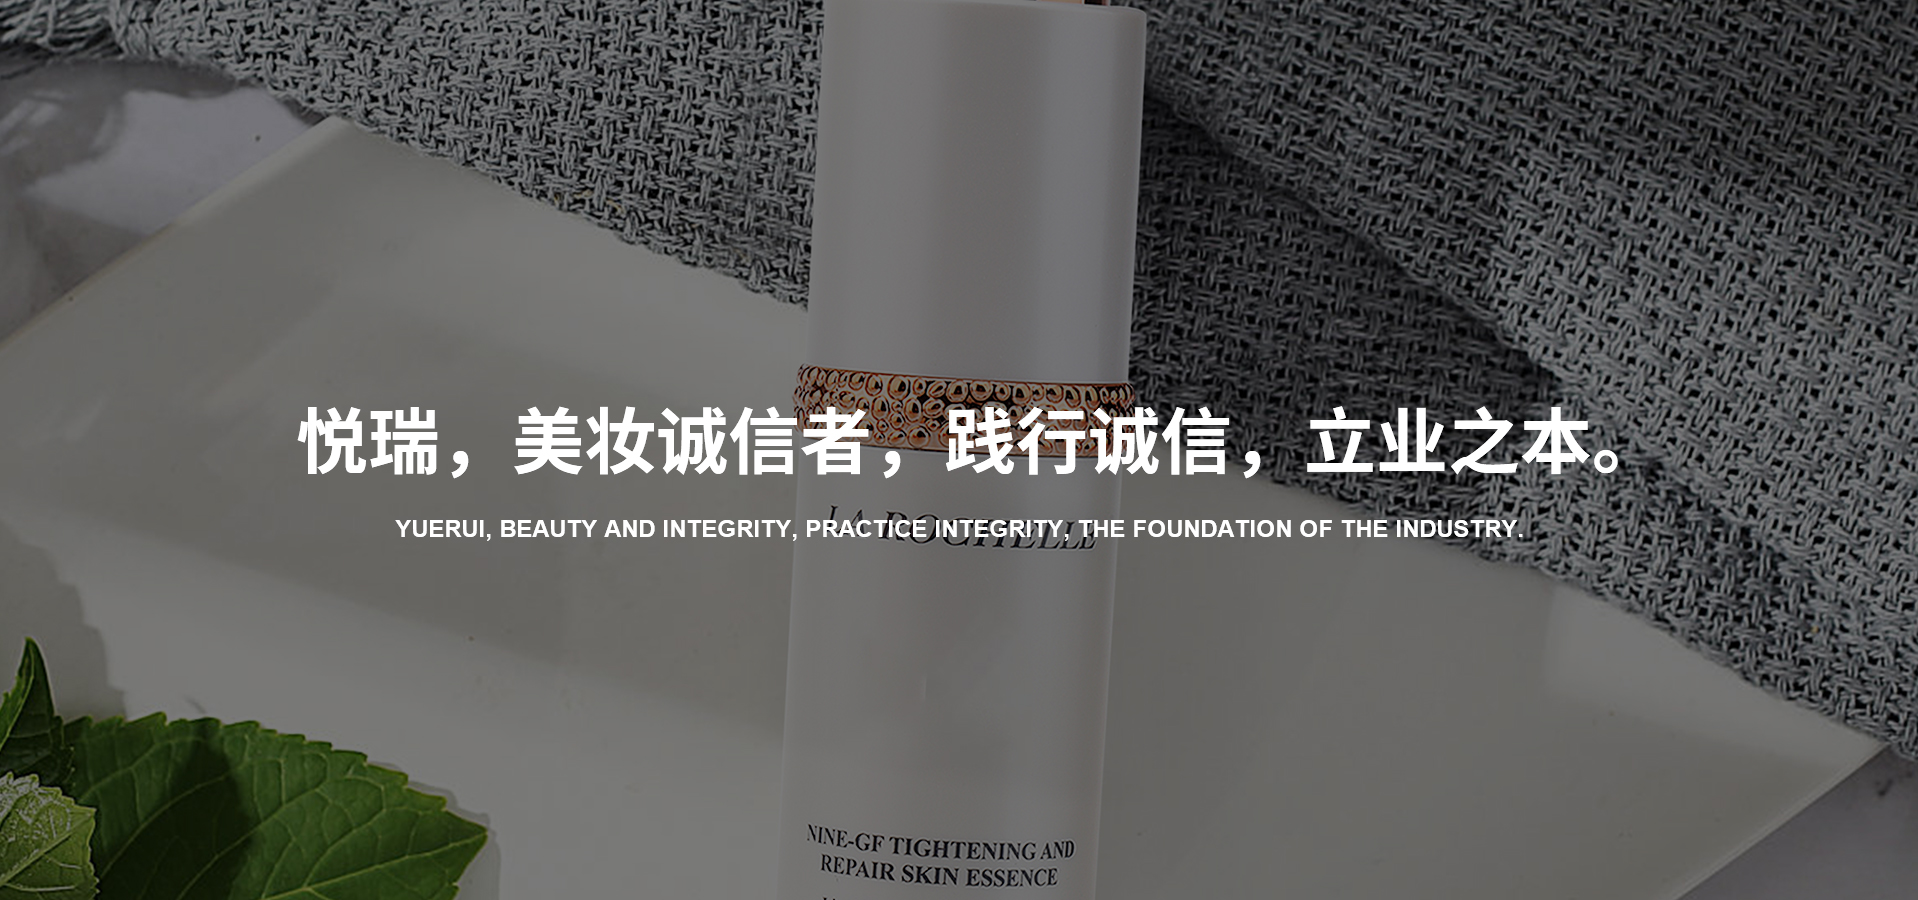 悦瑞，美妆诚信者，践行诚信，立业之本。
YUERUI, BEAUTY AND INTEGRITY, PRACTICE INTEGRITY, THE FOUNDATION OF THE INDUSTRY.
LA ROCHELLE
NINE-GF TIGHTENING AND
REPAIR SKIN ESSENCE